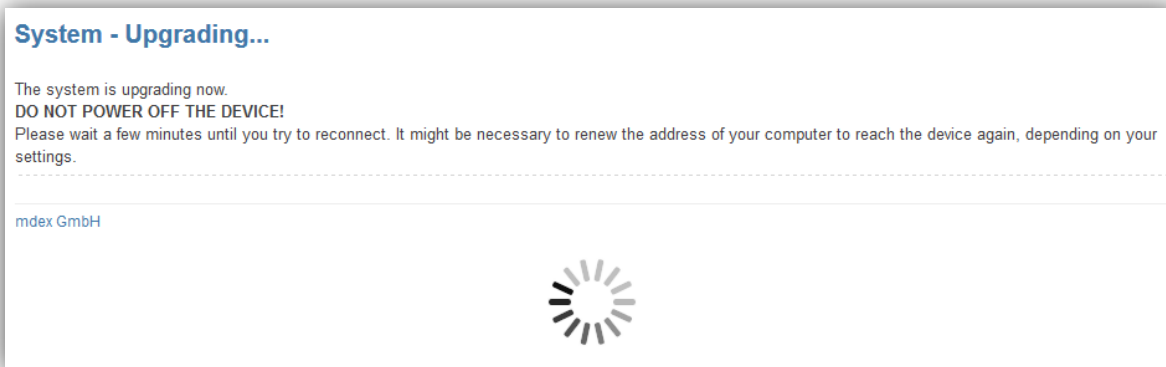 System - Upgrading...
The system is upgrading now.
DO NOT POWER OFF THE DEVICE!
Please wait a few minutes until you try to reconnect. It might be necessary to renew the address of your computer to reach the device again, depending on your
settings.
mdex GmbH